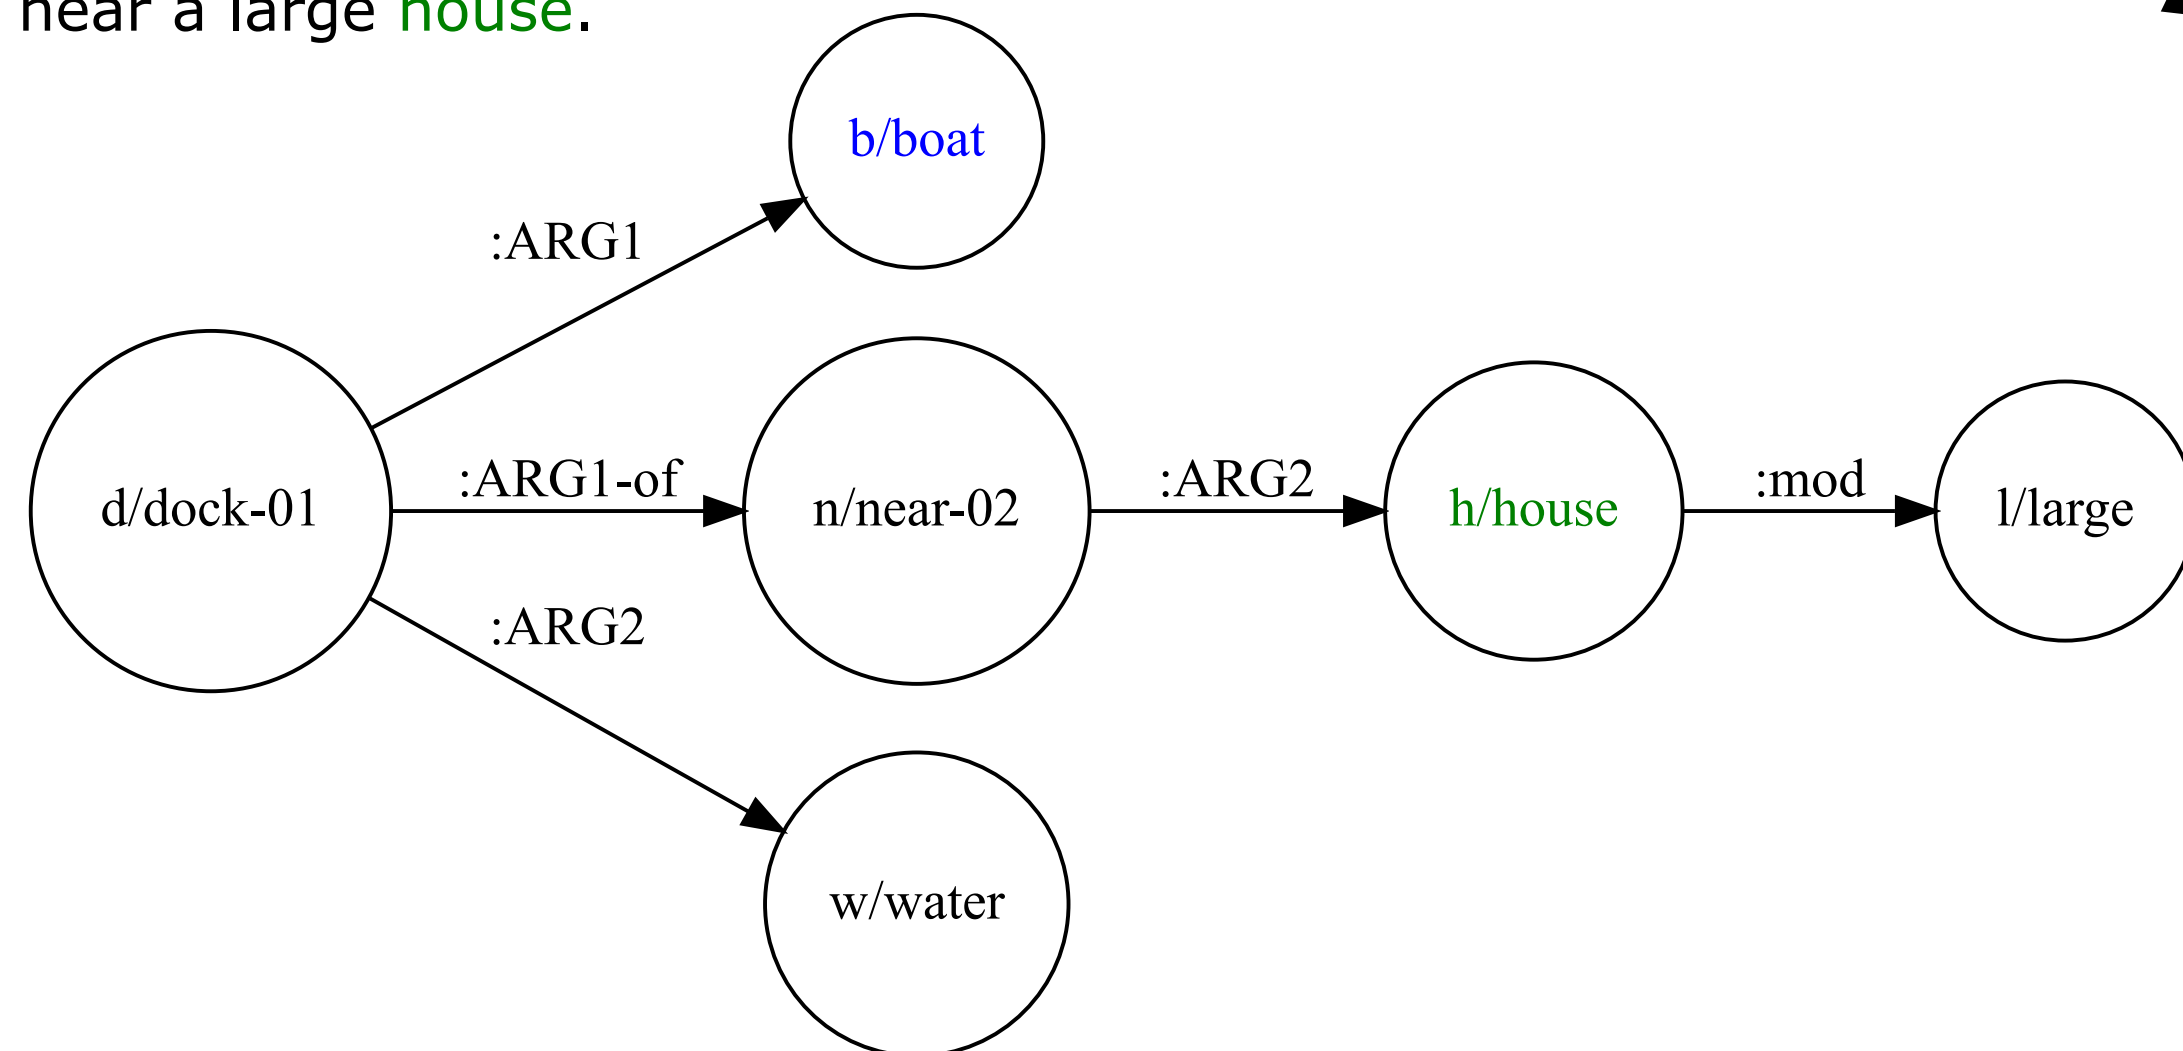 near a large house.
b/boat
:ARG1
d/dock-01 :ARG1-of n/near-02 :ARG2 h/house :mod l/large
:ARG2
w/water